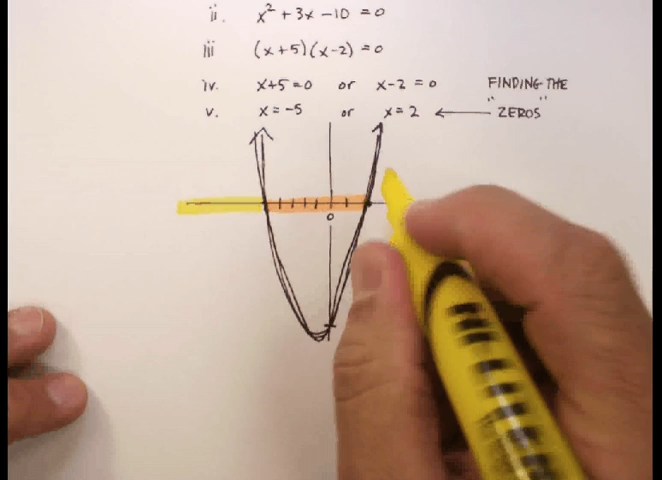 ii. x² + 3x - 10 = 0
iii (x+5)(x-2) = 0
iv. x+5=0 or x-2 = 0 FINDING THE
v. x = -5 or x = 2 "ZEROS"
0